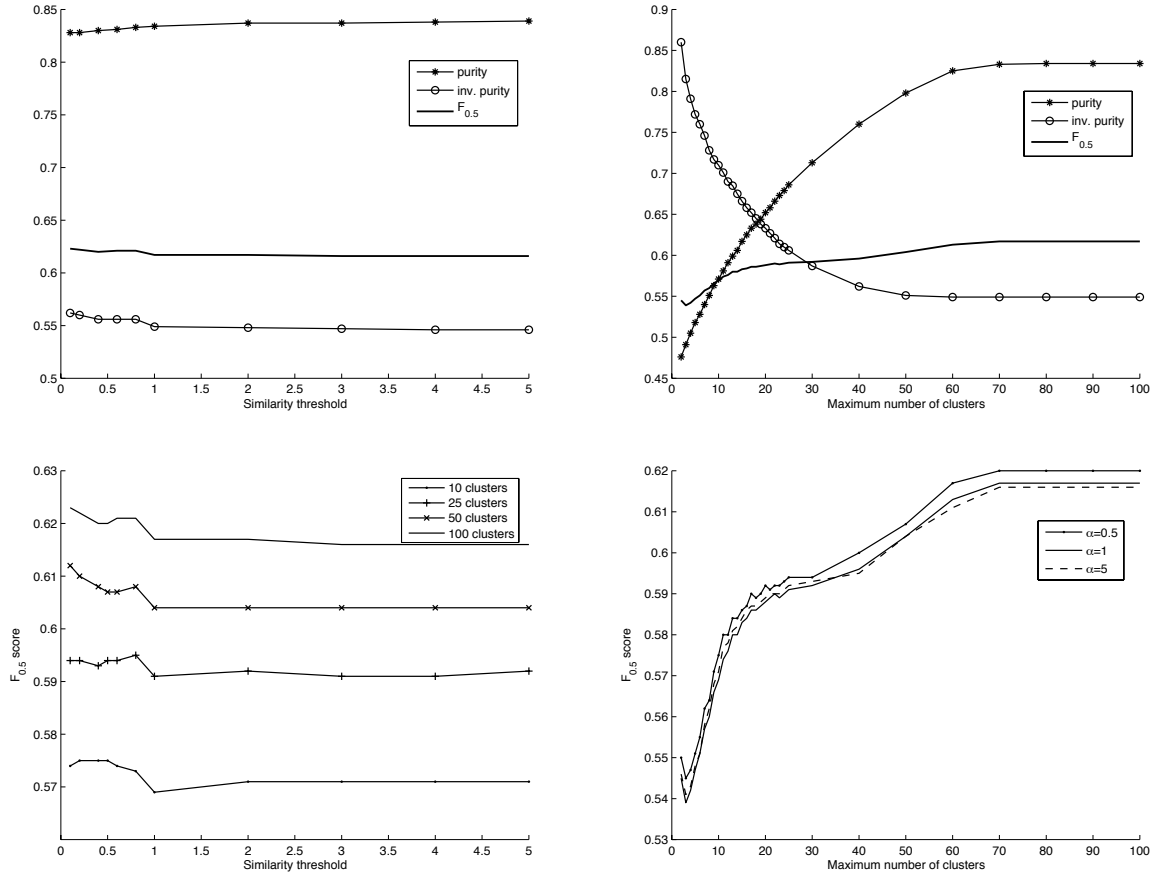 0.85
0.8
0.75
0.7
0.65
0.6
0.55
0.5
0 0.5 1 1.5 2 2.5 3 3.5 4 4.5 5
Similarity threshold
purity
inv. purity
F0.5
0.9
0.85
0.8
0.75
0.7
0.65
0.6
0.55
0.5
0.45
0 10 20 30 40 50 60 70 80 90 100
Maximum number of clusters
purity
inv. purity
F0.5
0.63
0.62
0.61
0.6
0.59
0.58
0.57
F0.5 score
0 0.5 1 1.5 2 2.5 3 3.5 4 4.5 5
Similarity threshold
10 clusters
25 clusters
50 clusters
100 clusters
0.62
0.61
0.6
0.59
0.58
0.57
0.56
0.55
0.54
0.53
F0.5 score
0 10 20 30 40 50 60 70 80 90 100
Maximum number of clusters
α=0.5
α=1
α=5